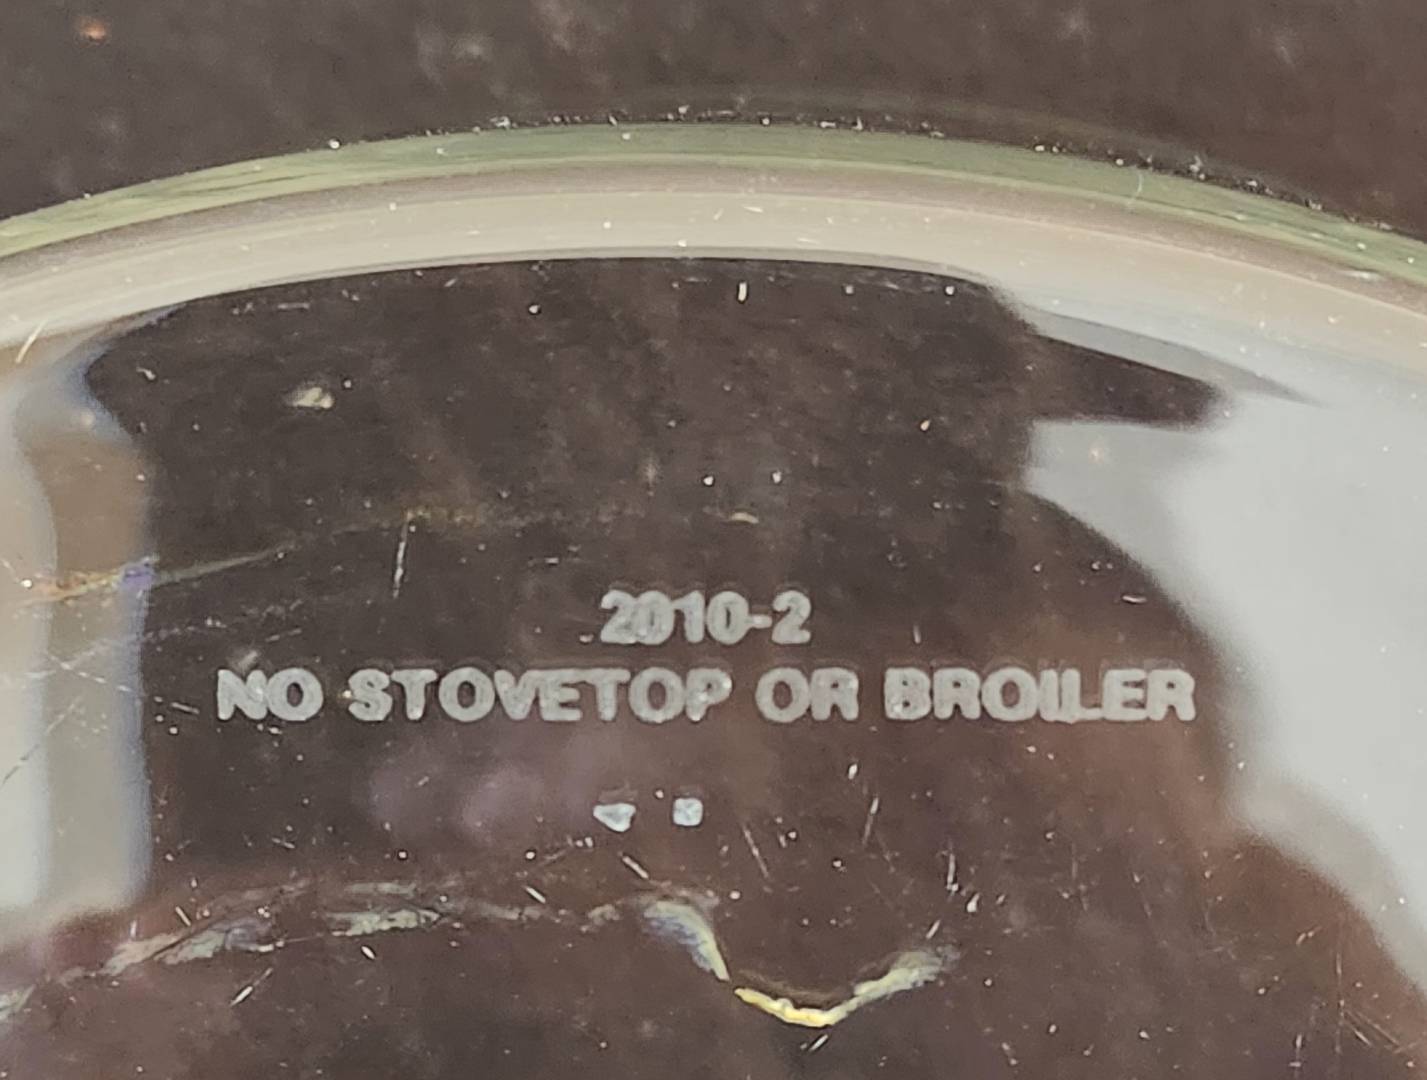 2010-2
NO STOVETOP OR BROILER